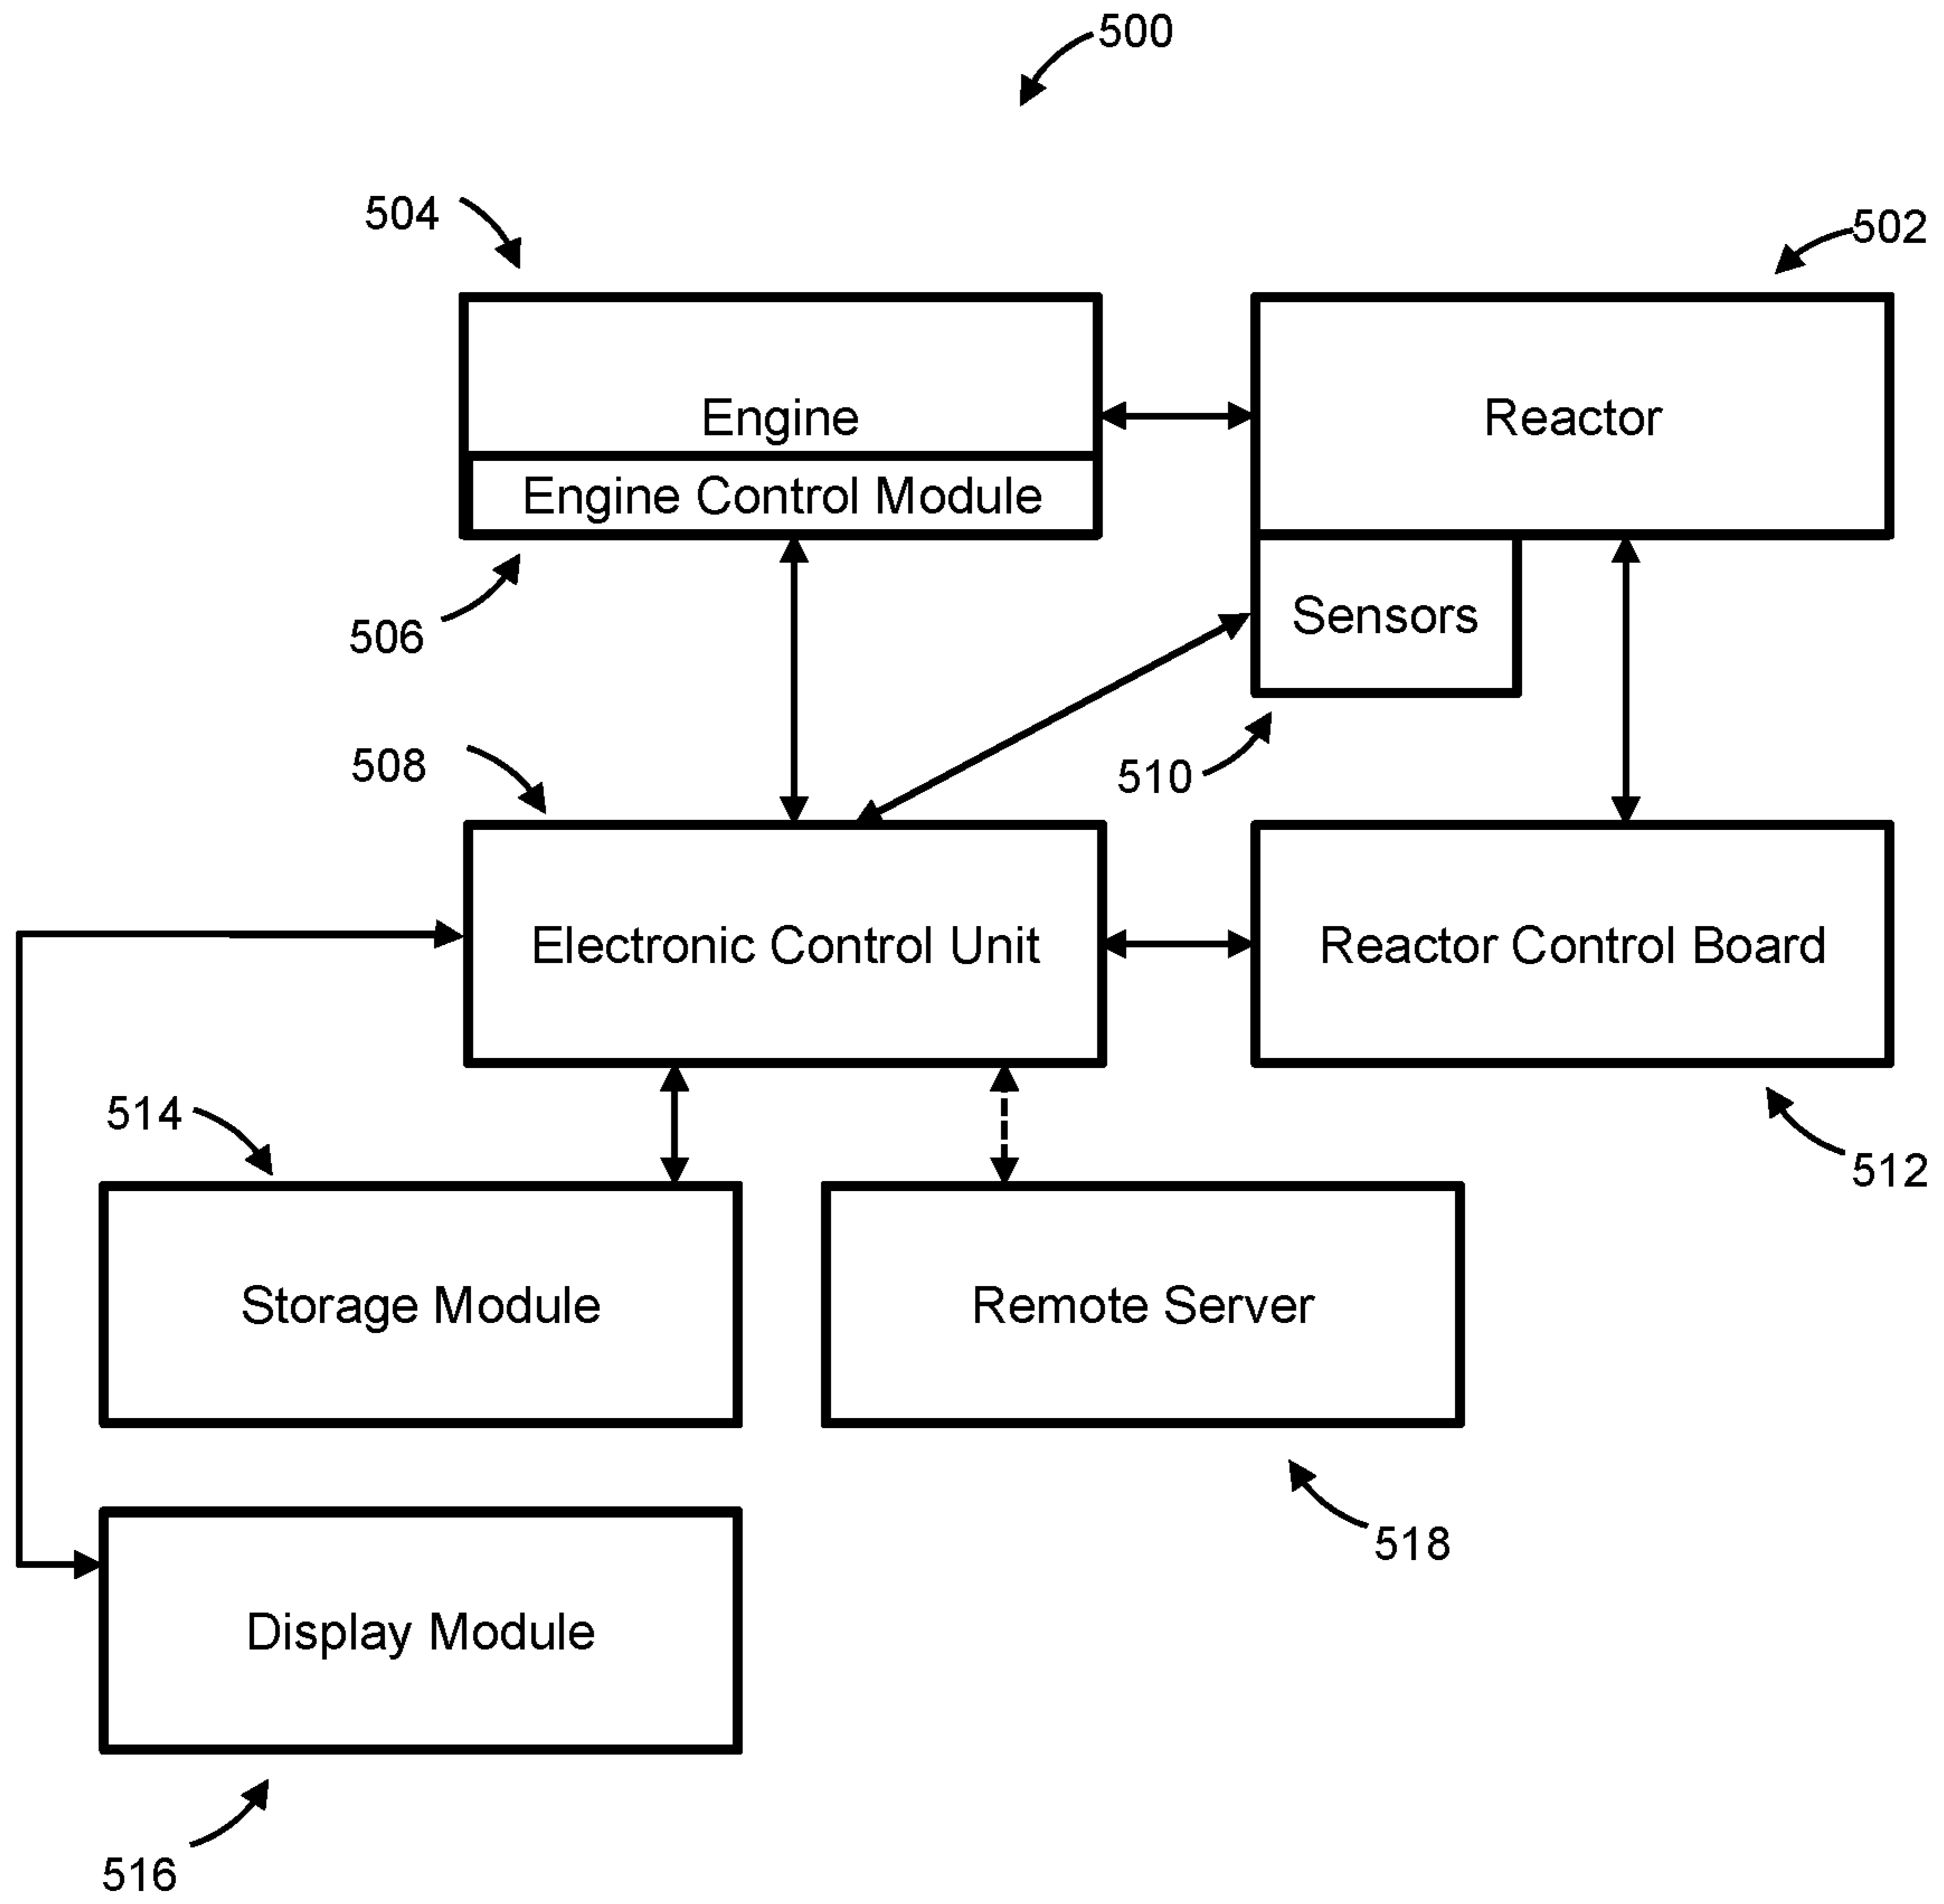 500
504
502
Engine
Reactor
Engine Control Module
506
Sensors
508
510
Electronic Control Unit
Reactor Control Board
514
512
Storage Module
Remote Server
518
Display Module
516